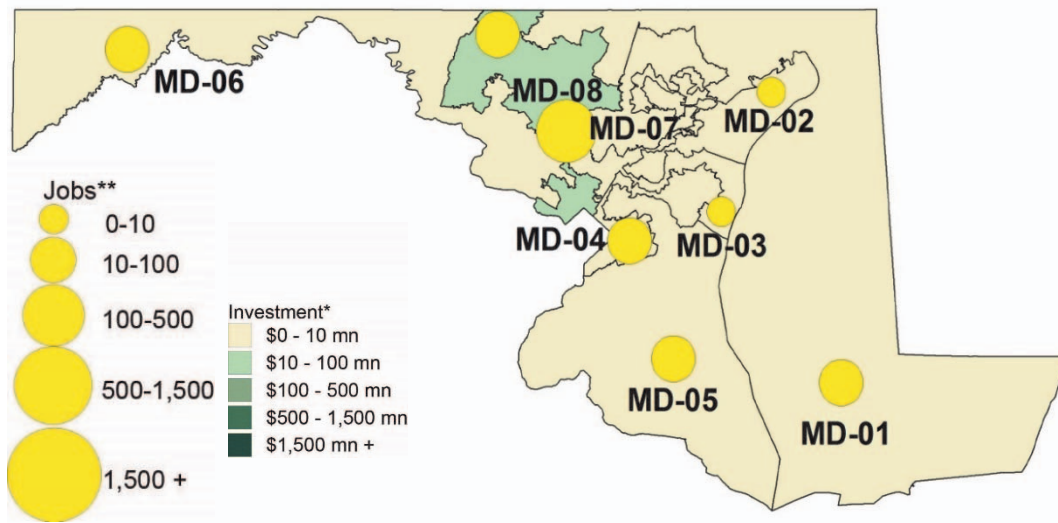 MD-06
MD-08
MD-07
MD-02
MD-04
MD-03
MD-05
MD-01
Jobs**
0-10
10-100
100-500
500-1,500
1,500 +
Investment*
$0 - 10 mn
$10 - 100 mn
$100 - 500 mn
$500 - 1,500 mn
$1,500 mn +